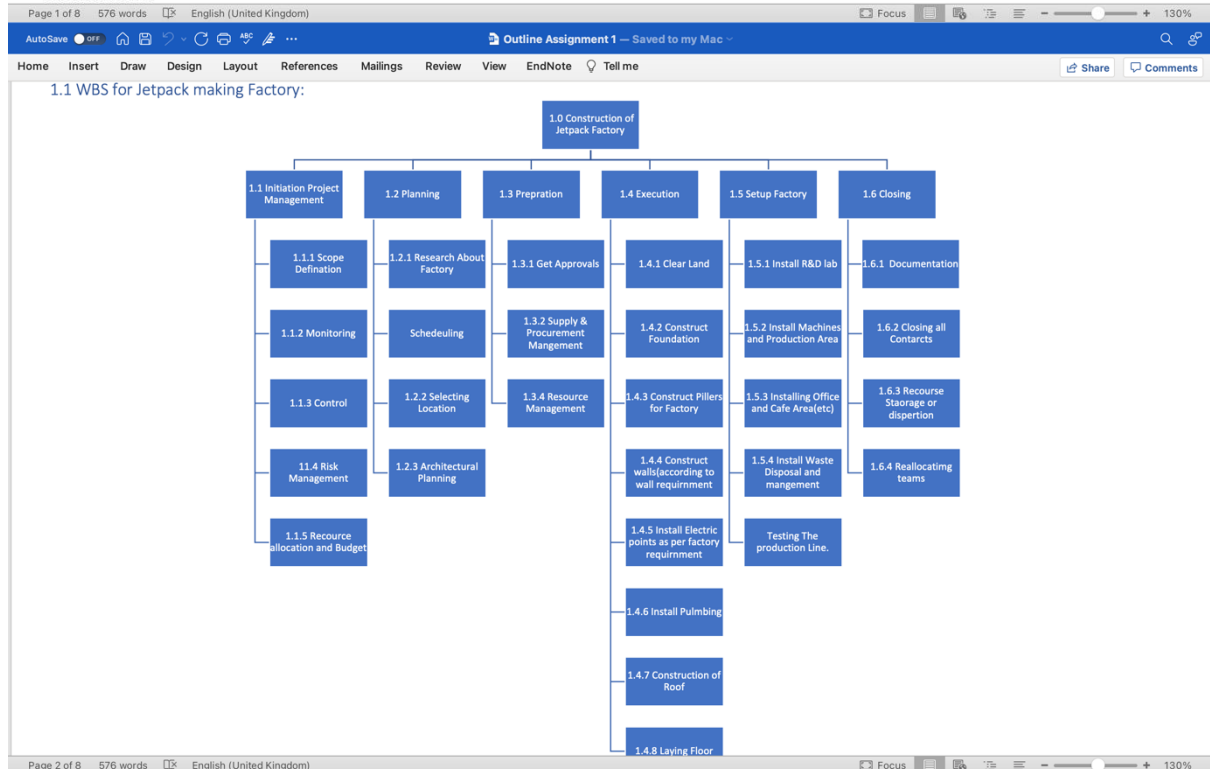 Page 1 of 8 576 words English (United Kingdom) Focus 130%
AutoSave OFF ABC ... Outline Assignment 1 — Saved to my Mac
Home Insert Draw Design Layout References Mailings Review View EndNote Tell me Share Comments
1.1 WBS for Jetpack making Factory:
1.0 Construction of
Jetpack Factory
1.1 Initiation Project
Management
1.1.1 Scope
Defination
1.1.2 Monitoring
1.1.3 Control
11.4 Risk
Management
1.1.5 Recource
allocation and Budget
1.2 Planning
1.2.1 Research About
Factory
Schedeuling
1.2.2 Selecting
Location
1.2.3 Architectural
Planning
1.3 Prepration
1.3.1 Get Approvals
1.3.2 Supply &
Procurement
Mangement
1.3.4 Resource
Management
1.4 Execution
1.4.1 Clear Land
1.4.2 Construct
Foundation
1.4.3 Construct Pillers
for Factory
1.4.4 Construct
walls(according to
wall requirnment
1.4.5 Install Electric
points as per factory
requirnment
1.4.6 Install Pulmbing
1.4.7 Construction of
Roof
1.4.8 Laying Floor
1.5 Setup Factory
1.5.1 Install R&D lab
1.5.2 Install Machines
and Production Area
1.5.3 Installing Office
and Cafe Area(etc)
1.5.4 Install Waste
Disposal and
mangement
Testing The
production Line.
1.6 Closing
1.6.1 Documentation
1.6.2 Closing all
Contarcts
1.6.3 Recourse
Staorage or
dispertion
1.6.4 Reallocatimg
teams
Page 2 of 8 576 words English (United Kingdom) Focus 130%